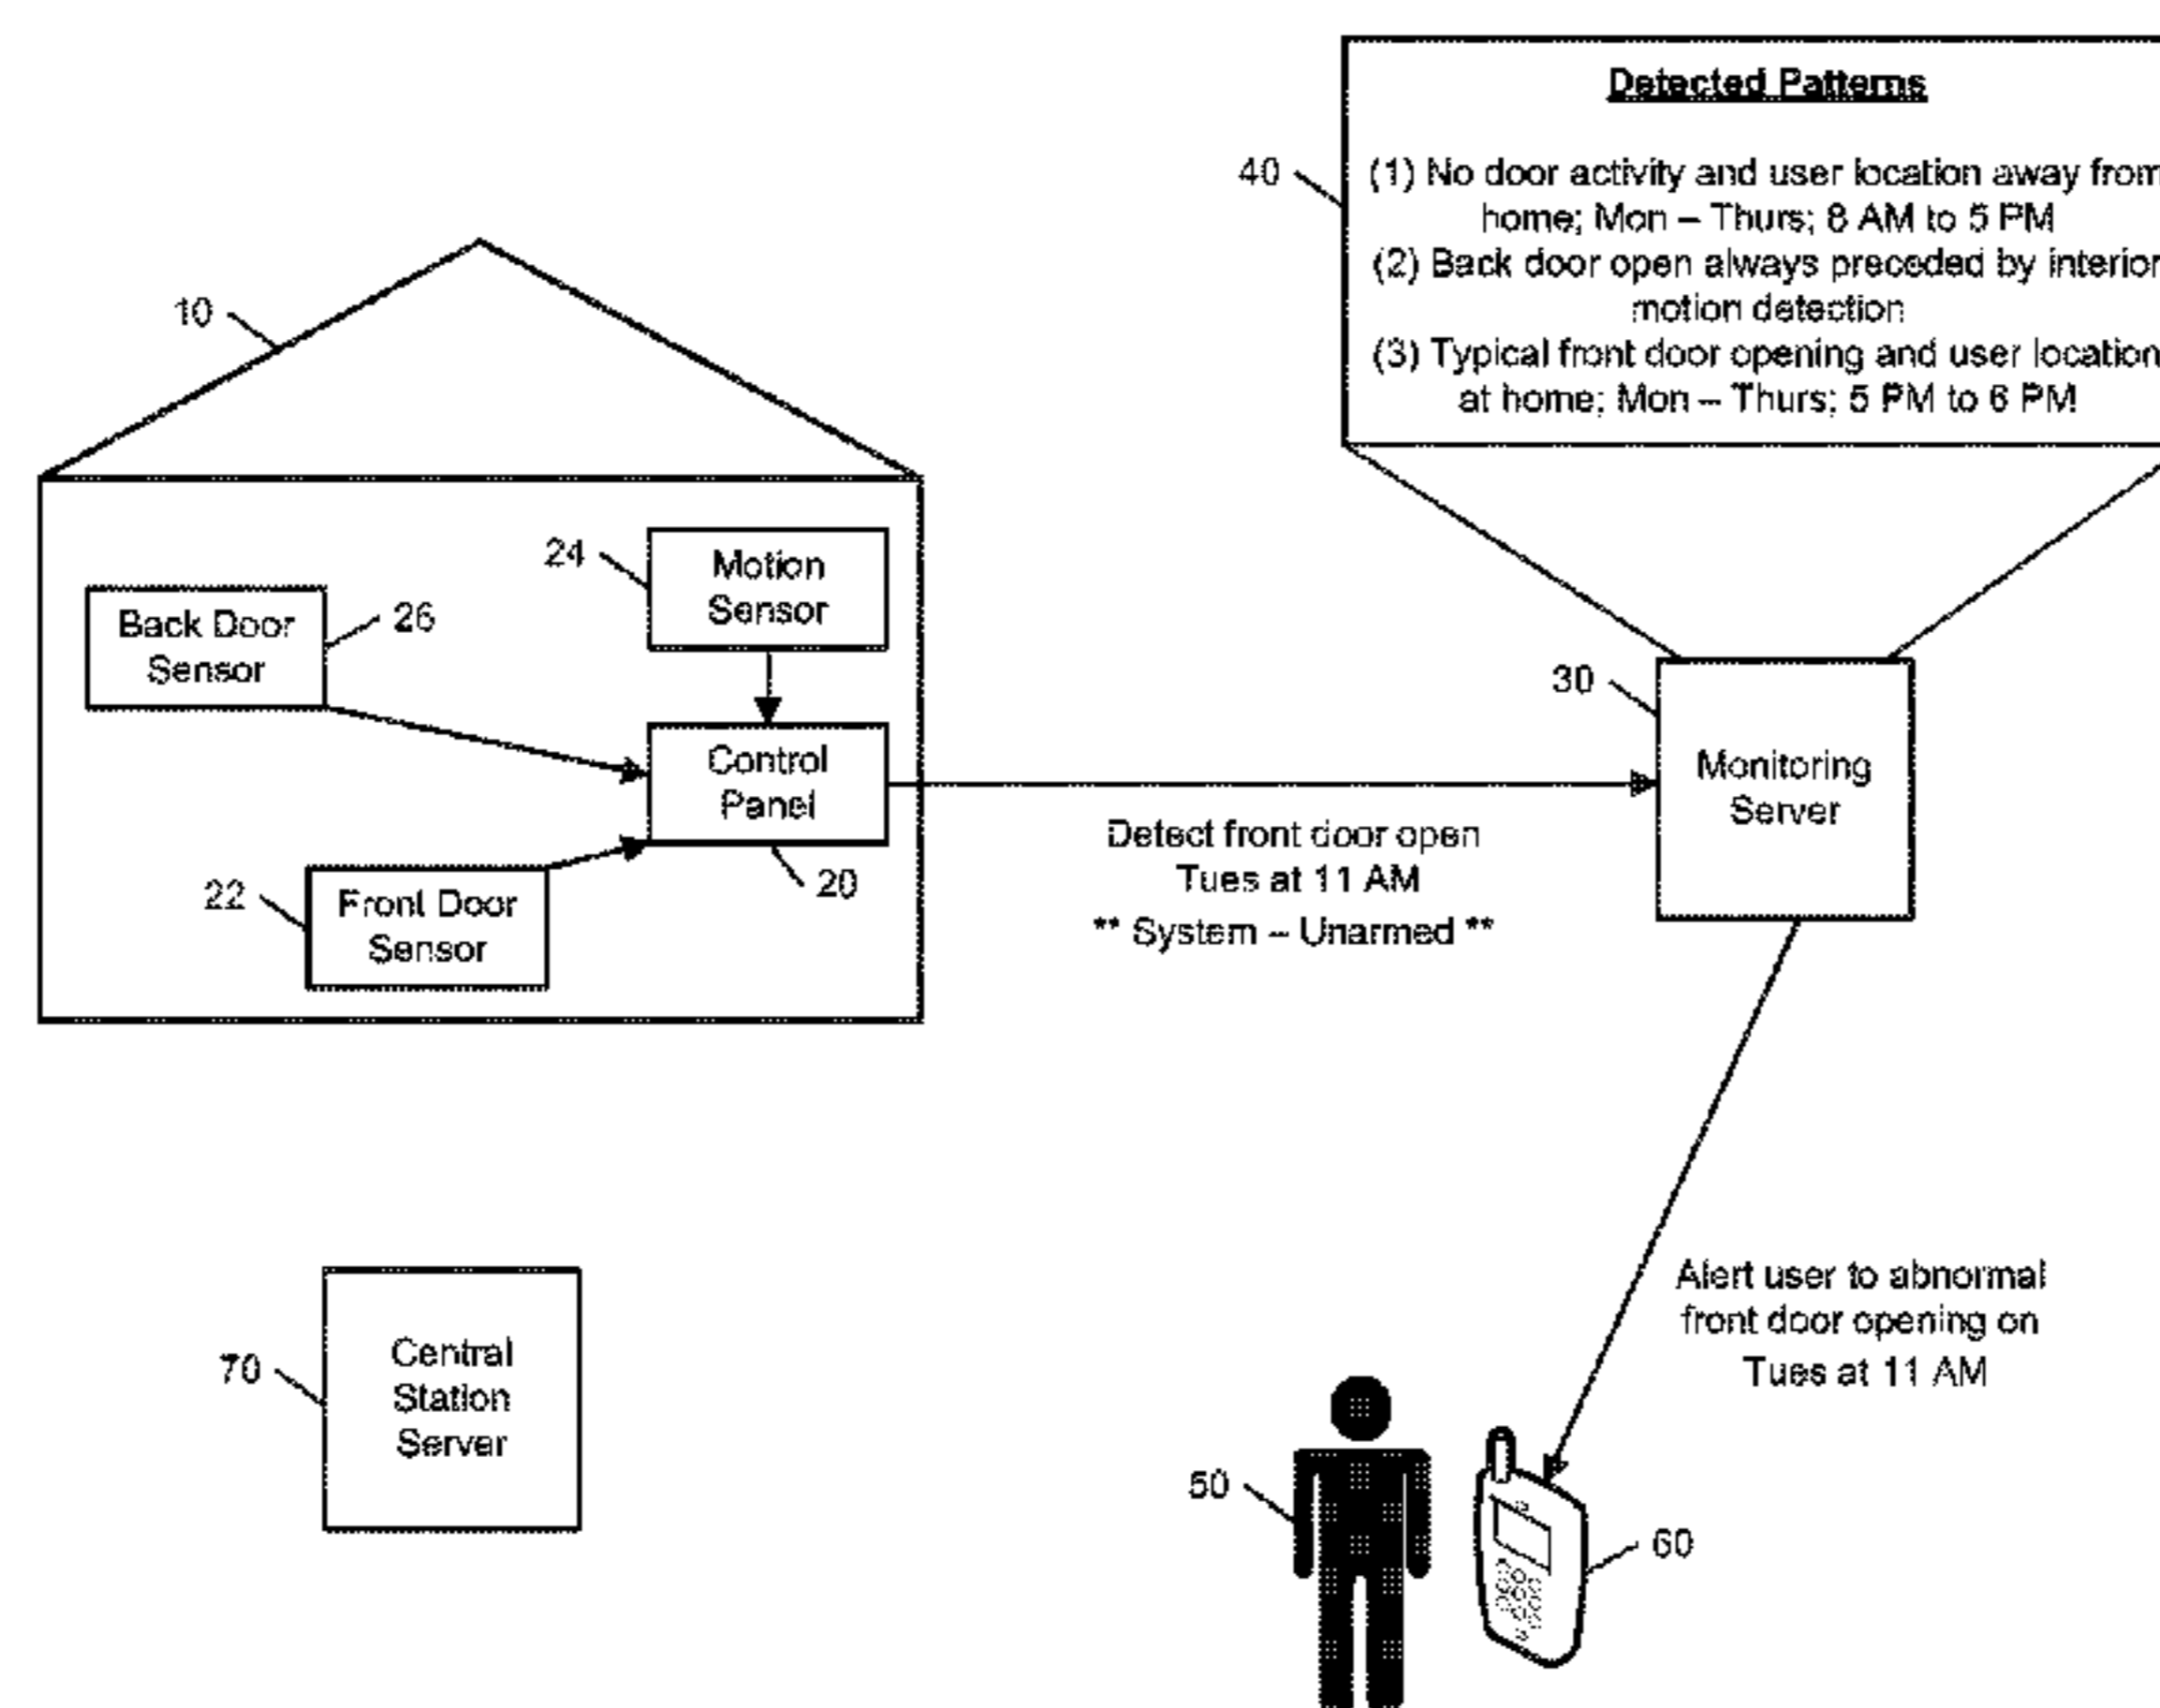 Detected Patterns
40
(1) No door activity and user location away from
home; Mon – Thurs; 8 AM to 5 PM
(2) Back door open always preceded by interior
motion detection
(3) Typical front door opening and user location
at home; Mon – Thurs; 5 PM to 6 PM
10
24
Motion
Sensor
Back Door
Sensor
26
Control
Panel
20
22
Front Door
Sensor
Detect front door open
Tues at 11 AM
** System – Unarmed **
30
Monitoring
Server
Alert user to abnormal
front door opening on
Tues at 11 AM
70
Central
Station
Server
50
60